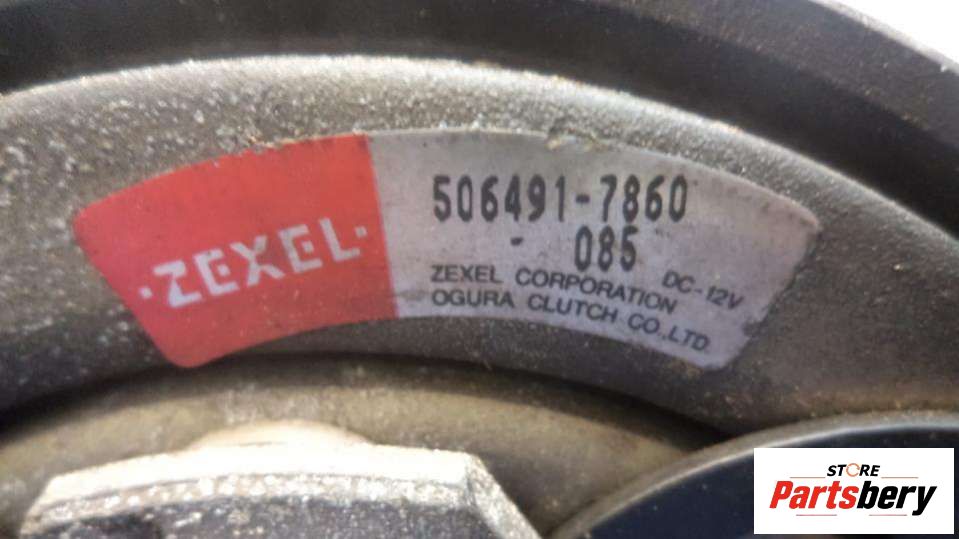 ·ZEXEL·
506491-7860
- 085
DC-12V
ZEXEL CORPORATION
OGURA CLUTCH CO.,LTD.
STORE
Partsbery